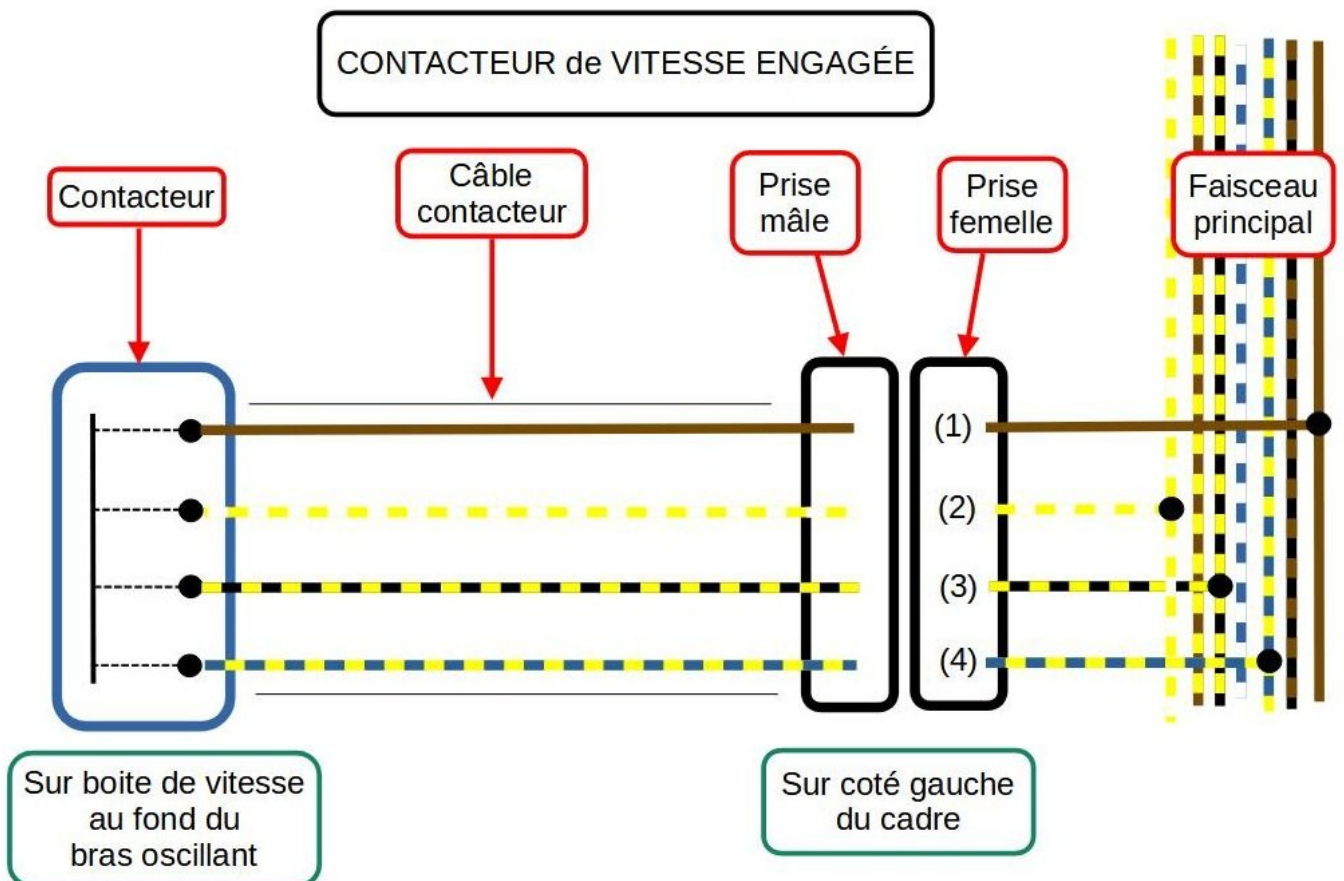 CONTACTEUR de VITESSE ENGAGÉE
Contacteur
Câble
contacteur
Prise
mâle
Prise
femelle
Faisceau
principal
(1)
(2)
(3)
(4)
Sur boite de vitesse
au fond du
bras oscillant
Sur coté gauche
du cadre